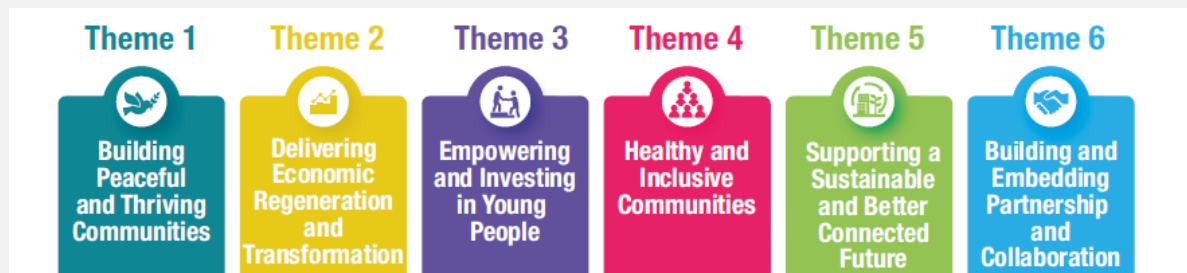 Theme 1
Theme 2
Theme 3
Theme 4
Theme 5
Theme 6
Building
Peaceful
and Thriving
Communities
Delivering
Economic
Regeneration
and
Transformation
Empowering
and Investing
in Young
People
Healthy and
Inclusive
Communities
Supporting a
Sustainable
and Better
Connected
Future
Building and
Embedding
Partnership
and
Collaboration